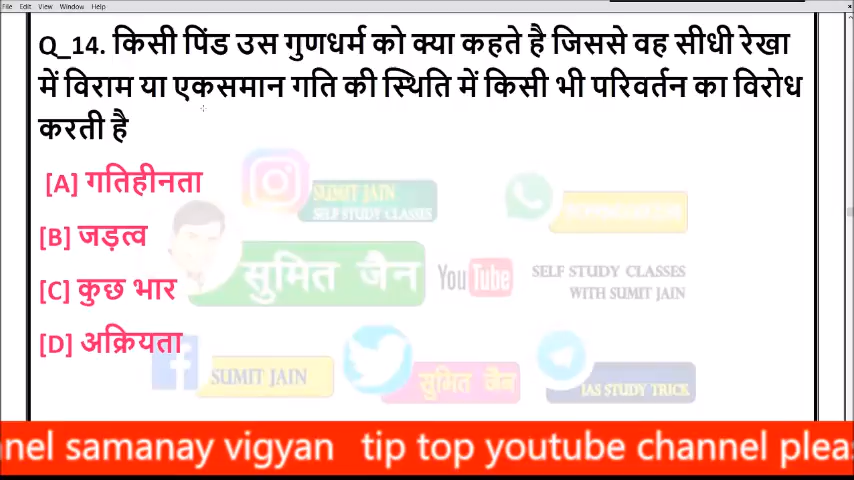 File Edit View Window Help
Q_14. किसी पिंड उस गुणधर्म को क्या कहते है जिससे वह सीधी रेखा
में विराम या एकसमान गति की स्थिति में किसी भी परिवर्तन का विरोध
करती है
[A] गतिहीनता
[B] जड़त्व
[C] कुछ भार
[D] अक्रियता
SUMIT JAIN
SELF STUDY CLASSES
सुमित जैन
YouTube
SELF STUDY CLASSES
WITH SUMIT JAIN
SUMIT JAIN
सुमित जैन
IAS STUDY TRICK
nnel samanay vigyan tip top youtube channel pleas